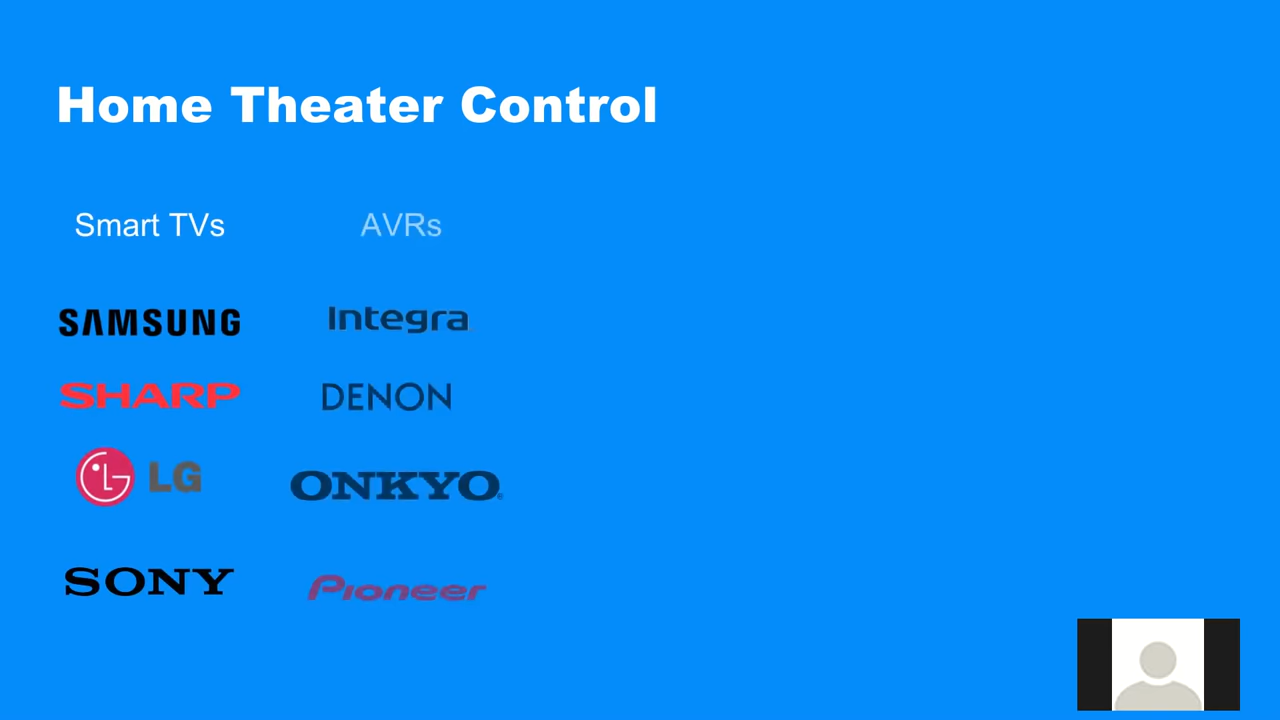 Home Theater Control
Smart TVs
AVRs
SAMSUNG
Integra
SHARP
DENON
LG
ONKYO
SONY
Pioneer